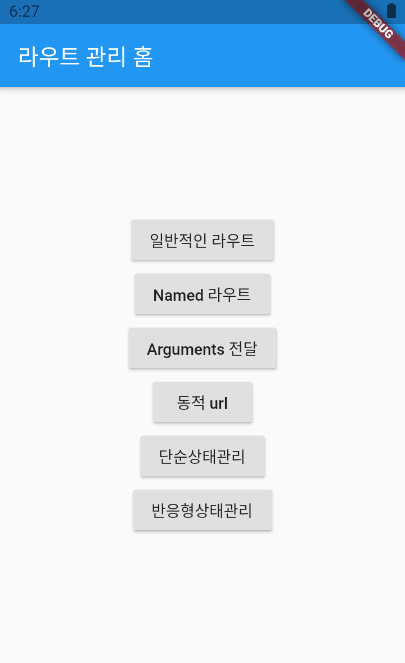 6:27
DEBUG
라우트 관리 홈
일반적인 라우트
Named 라우트
Arguments 전달
동적 url
단순상태관리
반응형상태관리